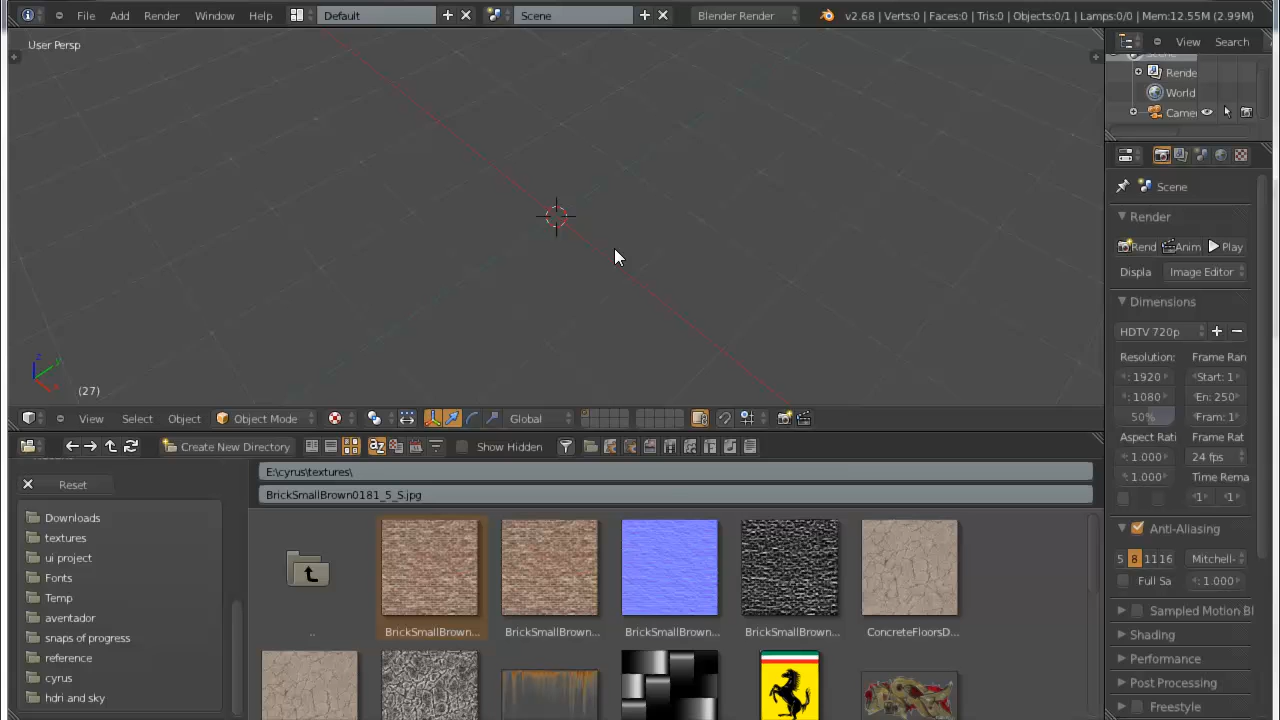 File Add Render Window Help Default Scene Blender Render v2.68 | Verts:0 | Faces:0 | Tris:0 | Objects:0/1 | Lamps:0/0 | Mem:12.55M (2.99M)
User Persp
View Search
Rende
World
Came
Scene
Render
Rend Anim Play
Displa Image Editor
Dimensions
HDTV 720p
Resolution: Frame Ran
: 1920 Start: 1
: 1080 En: 250
50% Fram: 1
Aspect Rati Frame Rat
: 1.000 24 fps
: 1.000 Time Rema
1 1
Anti-Aliasing
5 8 11 16 Mitchell-
Full Sa : 1.000
Sampled Motion Bl
Shading
Performance
Post Processing
Freestyle
(27)
View Select Object Object Mode Global
Create New Directory Show Hidden
Reset
Downloads
textures
ui project
Fonts
Temp
aventador
snaps of progress
reference
cyrus
hdri and sky
E:\cyrus\textures\
BrickSmallBrown0181_5_S.jpg
.. BrickSmallBrown... BrickSmallBrown... BrickSmallBrown... BrickSmallBrown... ConcreteFloorsD...